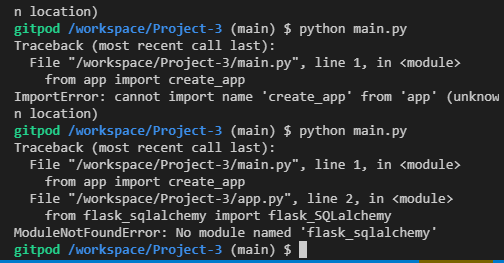 n location)
gitpod /workspace/Project-3 (main) $ python main.py
Traceback (most recent call last):
  File "/workspace/Project-3/main.py", line 1, in <module>
    from app import create_app
ImportError: cannot import name 'create_app' from 'app' (unknow
n location)
gitpod /workspace/Project-3 (main) $ python main.py
Traceback (most recent call last):
  File "/workspace/Project-3/main.py", line 1, in <module>
    from app import create_app
  File "/workspace/Project-3/app.py", line 2, in <module>
    from flask_sqlalchemy import flask_SQLalchemy
ModuleNotFoundError: No module named 'flask_sqlalchemy'
gitpod /workspace/Project-3 (main) $